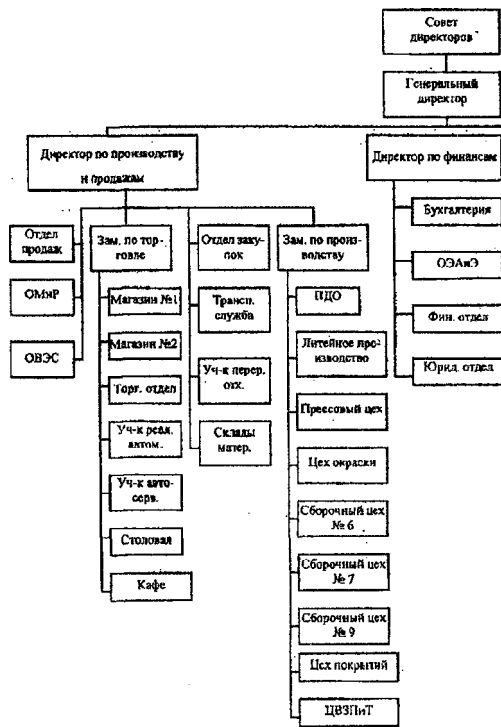 Совет
директоров
Генеральный
директор
Директор по производству
и продажам
Директор по финансам
Отдел
продаж
ОМиР
ОВЭС
Зам. по тор-
говле
Магазин №1
Магазин №2
Торг. отдел
Уч-к реал.
автом.
Уч-к авто-
серв.
Столовая
Кафе
Отдел заку-
пок
Трансп.
служба
Уч-к перер.
отх.
Склады
матер.
Зам. по произ-
водству
ПДО
Литейное про-
изводство
Прессовый цех
Цех окраски
Сборочный цех
№ 6
Сборочный цех
№ 7
Сборочный цех
№ 9
Цех покрытий
ЦВЗПиТ
Бухгалтерия
ОЭАиЭ
Фин. отдел
Юрид. отдел